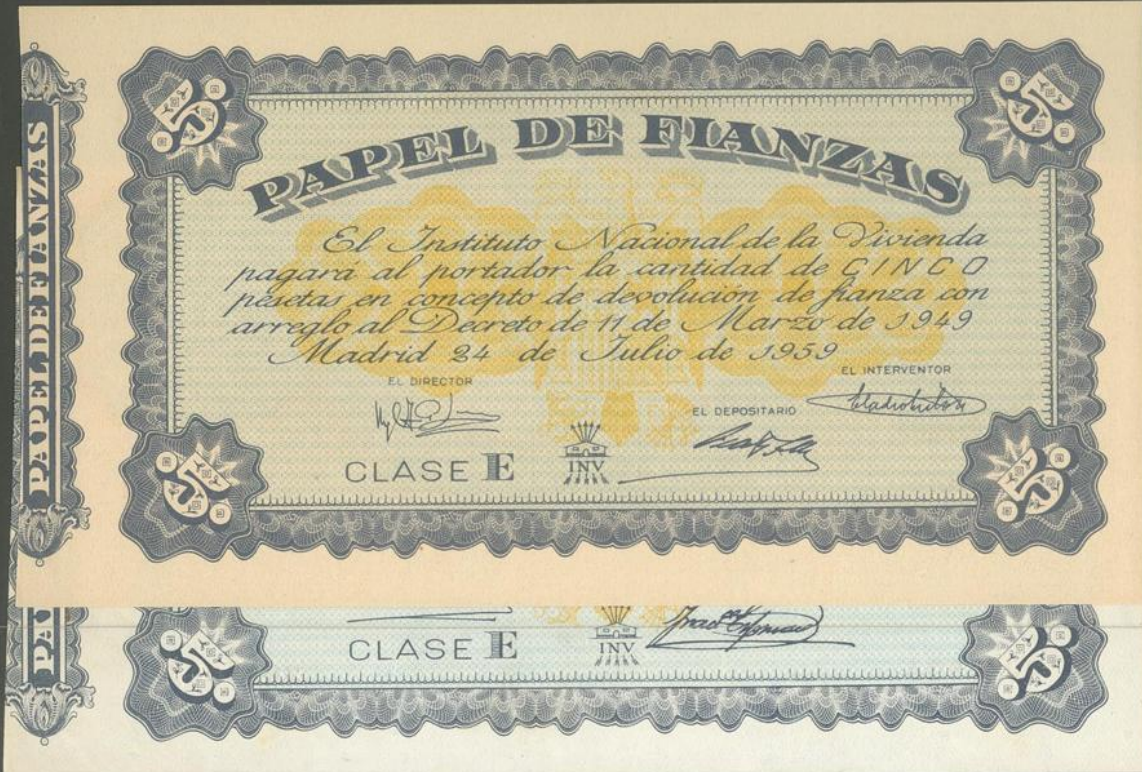 PAPEL DE FIANZAS
5
5
PAPEL DE FIANZAS
El Instituto Nacional de la Vivienda
pagará al portador la cantidad de CINCO
pesetas en concepto de devolución de fianza con
arreglo al Decreto de 11 de Marzo de 1949
Madrid 24 de Julio de 1959
EL DIRECTOR
EL INTERVENTOR
EL DEPOSITARIO
CLASE E
INV
5
5
PA
CLASE E
INV
5
5